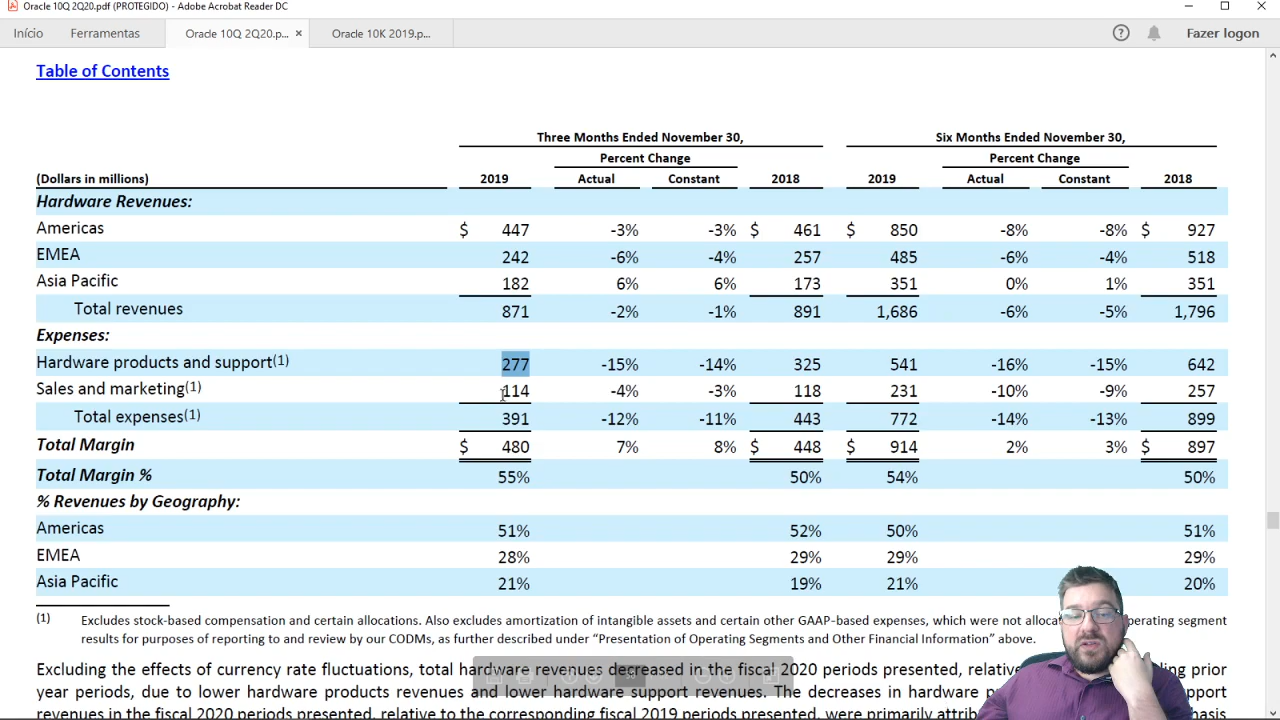 Oracle 10Q 2Q20.pdf (PROTEGIDO) - Adobe Acrobat Reader DC
Início Ferramentas Oracle 10Q 2Q20.p... × Oracle 10K 2019.p... Fazer logon
Table of Contents
Three Months Ended November 30, Six Months Ended November 30,
Percent Change Percent Change
(Dollars in millions) 2019 Actual Constant 2018 2019 Actual Constant 2018
Hardware Revenues:
Americas $ 447 -3% -3% $ 461 $ 850 -8% -8% $ 927
EMEA 242 -6% -4% 257 485 -6% -4% 518
Asia Pacific 182 6% 6% 173 351 0% 1% 351
Total revenues 871 -2% -1% 891 1,686 -6% -5% 1,796
Expenses:
Hardware products and support(1) 277 -15% -14% 325 541 -16% -15% 642
Sales and marketing(1) 114 -4% -3% 118 231 -10% -9% 257
Total expenses(1) 391 -12% -11% 443 772 -14% -13% 899
Total Margin $ 480 7% 8% $ 448 $ 914 2% 3% $ 897
Total Margin % 55% 50% 54% 50%
% Revenues by Geography:
Americas 51% 52% 50% 51%
EMEA 28% 29% 29% 29%
Asia Pacific 21% 19% 21% 20%
(1) Excludes stock-based compensation and certain allocations. Also excludes amortization of intangible assets and certain other GAAP-based expenses, which were not operating segment
results for purposes of reporting to and review by our CODMs, as further described under “Presentation of Operating Segments and Other Financial Information” above.
Excluding the effects of currency rate fluctuations, total hardware revenues decreased in the fiscal 2020 periods presented, prior
year periods, due to lower hardware products revenues and lower hardware support revenues. The decreases in hardware
revenues in the fiscal 2020 periods presented, relative to the corresponding fiscal 2019 periods presented, were primarily